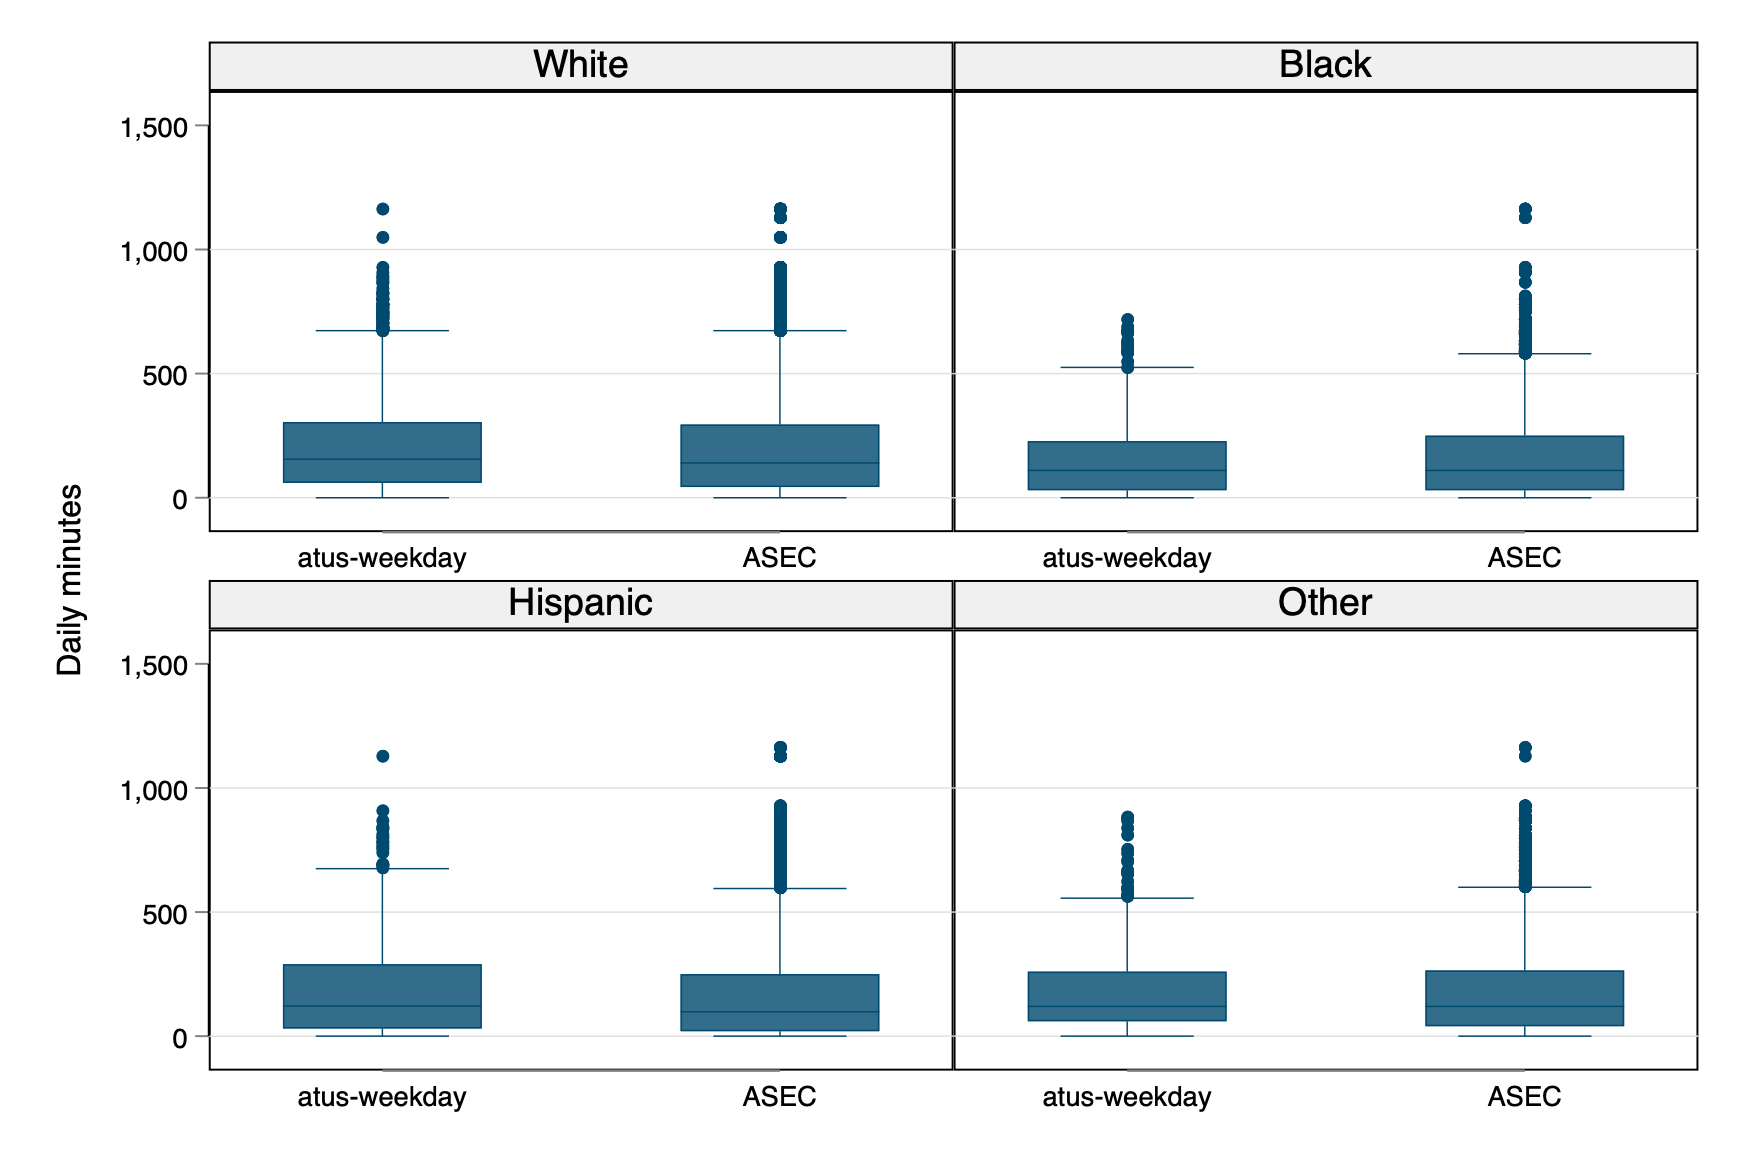 White
Black
1,500
1,000
500
0
atus-weekday
ASEC
atus-weekday
ASEC
Daily minutes
Hispanic
Other
1,500
1,000
500
0
atus-weekday
ASEC
atus-weekday
ASEC